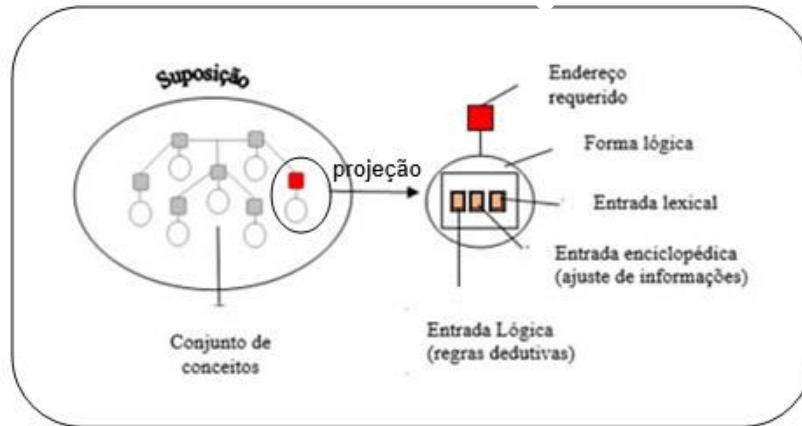 Suposição
Endereço
requerido
Forma lógica
projeção
Entrada lexical
Entrada enciclopédica
(ajuste de informações)
Entrada Lógica
(regras dedutivas)
Conjunto de
conceitos